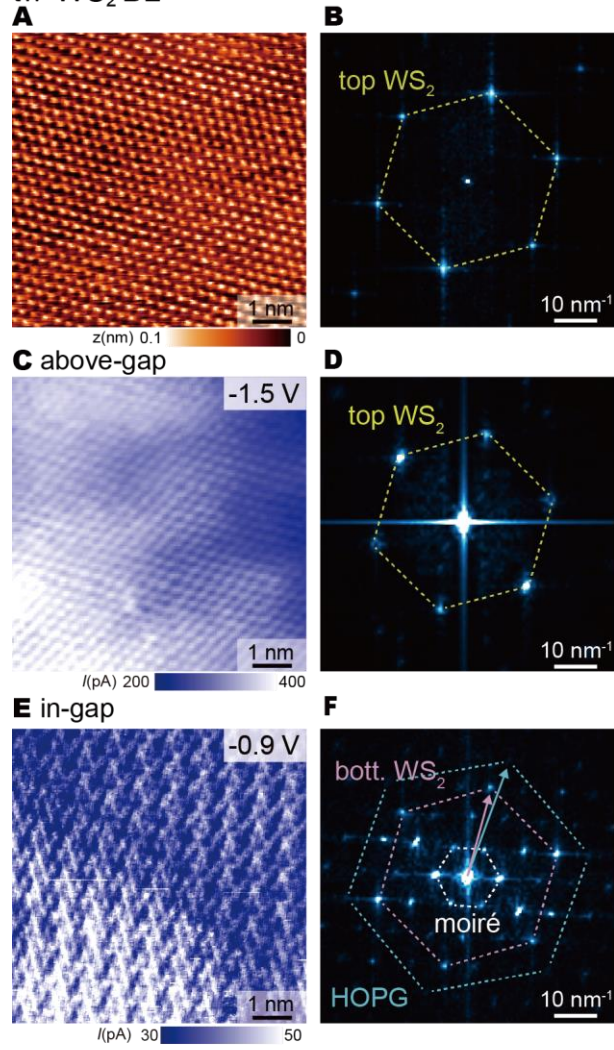 A
B
top WS₂
1 nm
10 nm⁻¹
z(nm) 0.1 0
C above-gap
D
-1.5 V
top WS₂
1 nm
10 nm⁻¹
I(pA) 200 400
E in-gap
F
-0.9 V
bott. WS₂
moiré
1 nm
HOPG
10 nm⁻¹
I(pA) 30 50